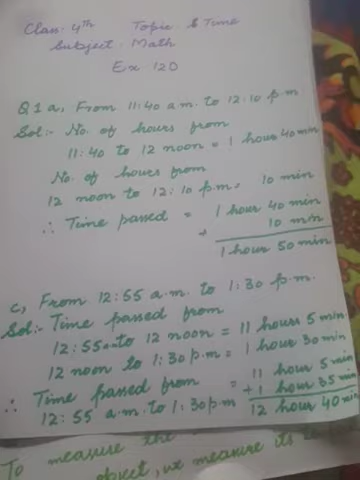 Class: 4th Topic: Time
Subject: Math
Ex 12D
Q1 a, From 11:40 a.m. to 12:10 p.m
Sol:- No. of hours from
11:40 to 12 noon = 1 hour 40 min
No. of hours from
12 noon to 12:10 p.m = 10 min
∴ Time passed = 1 hour 40 min
+ 10 min
1 hour 50 min
c, From 12:55 a.m. to 1:30 p.m.
Sol:- Time passed from
12:55 to 12 noon = 11 hours 5 min
12 noon to 1:30 p.m = 1 hour 30 min
∴ Time passed from = 11 hour 5 min
12:55 a.m. to 1:30 p.m + 1 hour 35 min
12 hour 40 min
To measure the
object, we measure its